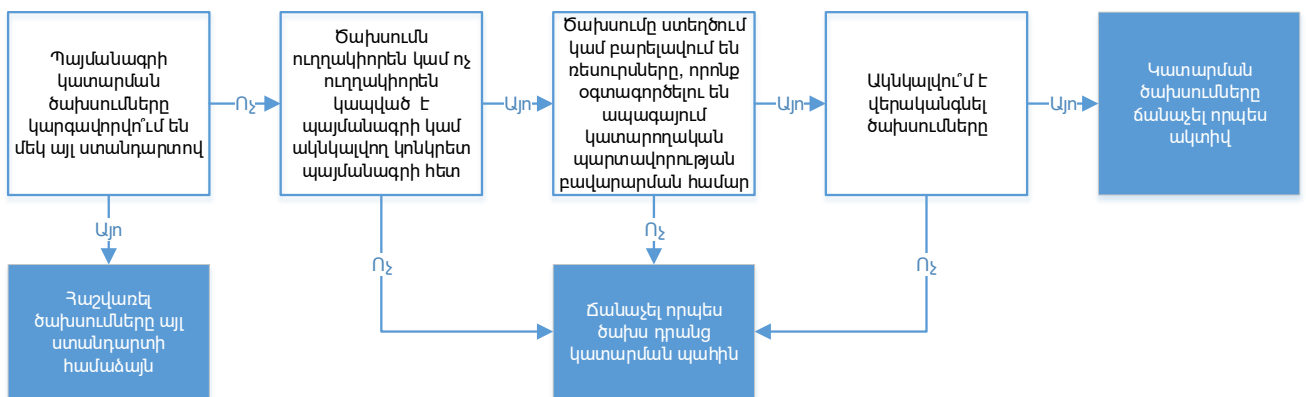 Պայմանագրի
կատարման
ծախսումները
կարգավորվո՞ւմ են
մեկ այլ ստանդարտով
Ոչ
Ծախսումն
ուղղակիորեն կամ ոչ
ուղղակիորեն
կապված է
պայմանագրի կամ
ակնկալվող կոնկրետ
պայմանագրի հետ
Այո
Ծախսումը ստեղծում
կամ բարելավում են
ռեսուրսները, որոնք
օգտագործելու են
ապագայում
կատարողական
պարտավորության
բավարարման համար
Այո
Ակնկալվու՞մ է
վերականգնել
ծախսումները
Այո
Կատարման
ծախսումները
ճանաչել որպես
ակտիվ
Այո
Ոչ
Ոչ
Ոչ
Հաշվառել
ծախսումները այլ
ստանդարտի
համաձայն
Ճանաչել որպես
ծախս դրանց
կատարման պահին